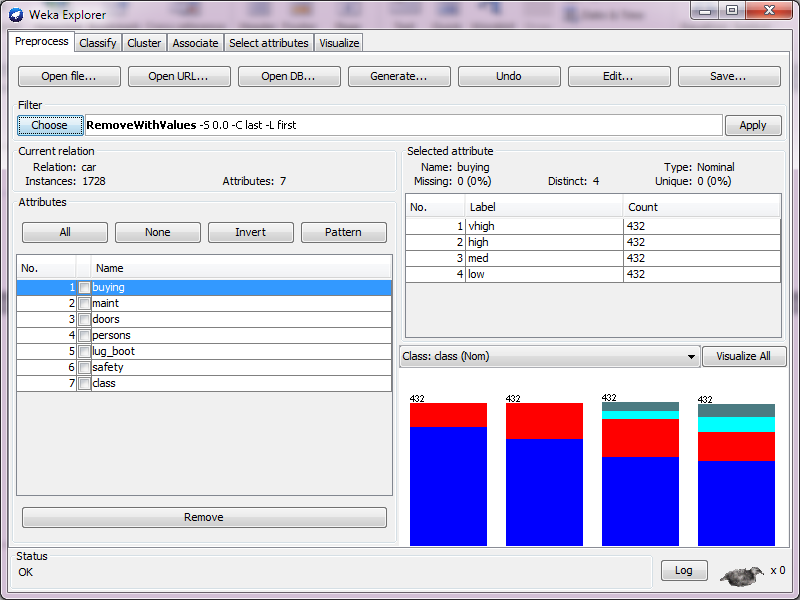 Weka Explorer
Preprocess Classify Cluster Associate Select attributes Visualize
Open file... Open URL... Open DB... Generate... Undo Edit... Save...
Filter
Choose RemoveWithValues -S 0.0 -C last -L first Apply
Current relation
Relation: car
Instances: 1728 Attributes: 7
Selected attribute
Name: buying Type: Nominal
Missing: 0 (0%) Distinct: 4 Unique: 0 (0%)
Attributes
All None Invert Pattern
No. Name
1 buying
2 maint
3 doors
4 persons
5 lug_boot
6 safety
7 class
Remove
No. Label Count
1 vhigh 432
2 high 432
3 med 432
4 low 432
Class: class (Nom) Visualize All
432 432 432 432
Status
OK
Log x 0